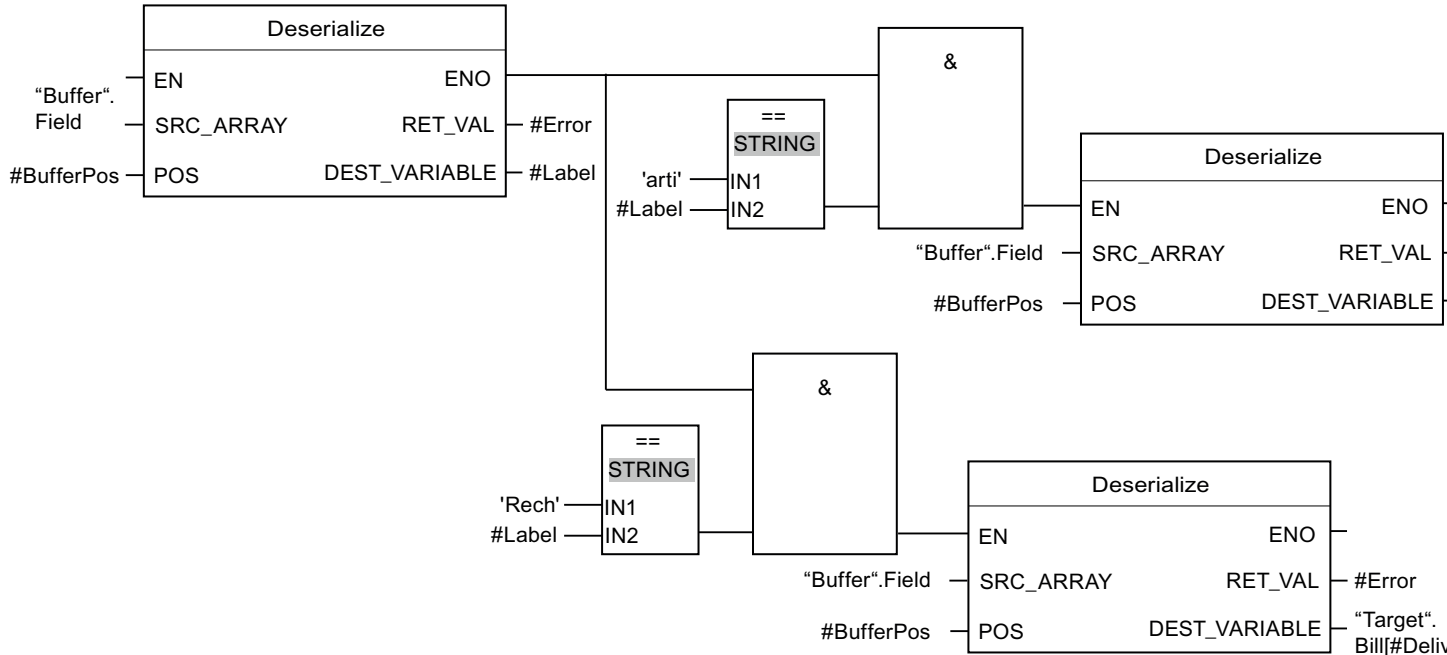 Deserialize
EN
ENO
“Buffer“.
Field
SRC_ARRAY
RET_VAL
#Error
#BufferPos
POS
DEST_VARIABLE
#Label
&
==
STRING
'arti'
IN1
#Label
IN2
Deserialize
EN
ENO
“Buffer“.Field
SRC_ARRAY
RET_VAL
#BufferPos
POS
DEST_VARIABLE
&
==
STRING
'Rech'
IN1
#Label
IN2
Deserialize
EN
ENO
“Buffer“.Field
SRC_ARRAY
RET_VAL
#Error
#BufferPos
POS
DEST_VARIABLE
“Target“.
Bill[#Deliv